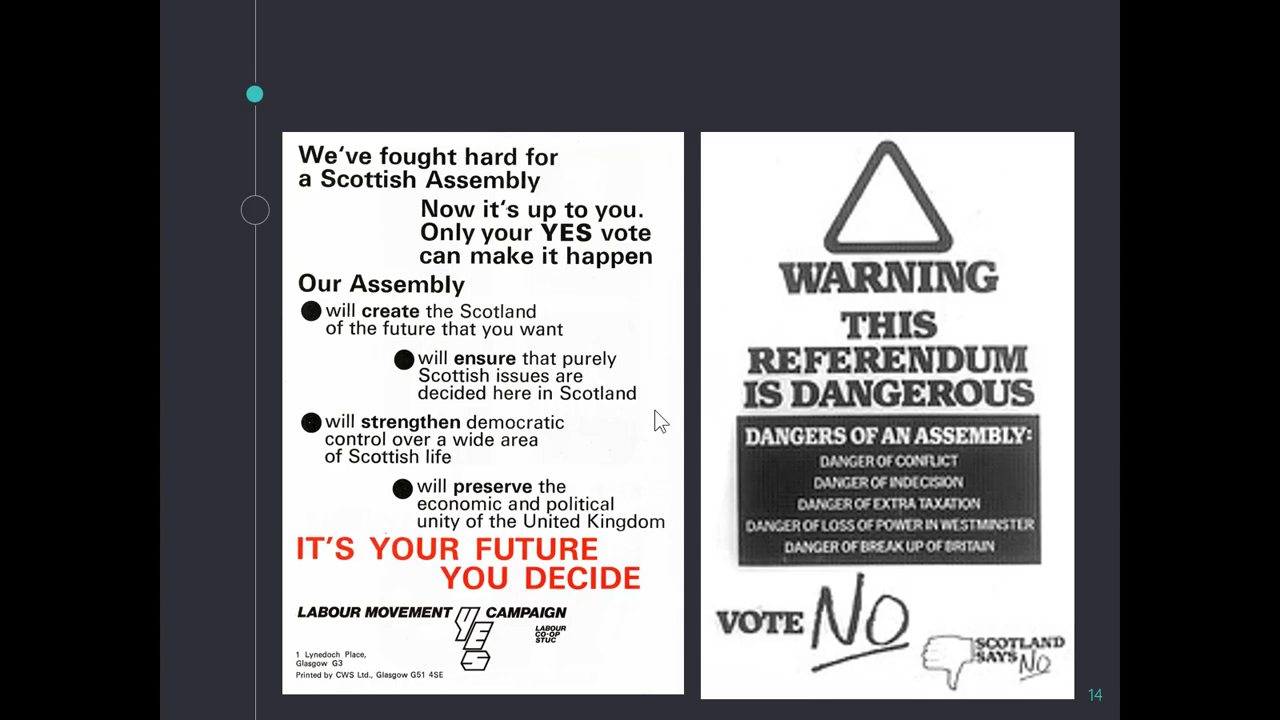 We've fought hard for
a Scottish Assembly
Now it's up to you.
Only your YES vote
can make it happen
Our Assembly
will create the Scotland
of the future that you want
will ensure that purely
Scottish issues are
decided here in Scotland
will strengthen democratic
control over a wide area
of Scottish life
will preserve the
economic and political
unity of the United Kingdom
IT'S YOUR FUTURE
YOU DECIDE
LABOUR MOVEMENT YES CAMPAIGN
LABOUR
CO-OP
STUC
1 Lynedoch Place,
Glasgow G3
Printed by CWS Ltd., Glasgow G51 4SE
WARNING
THIS
REFERENDUM
IS DANGEROUS
DANGERS OF AN ASSEMBLY:
DANGER OF CONFLICT
DANGER OF INDECISION
DANGER OF EXTRA TAXATION
DANGER OF LOSS OF POWER IN WESTMINSTER
DANGER OF BREAK UP OF BRITAIN
VOTE NO
SCOTLAND
SAYS NO
14